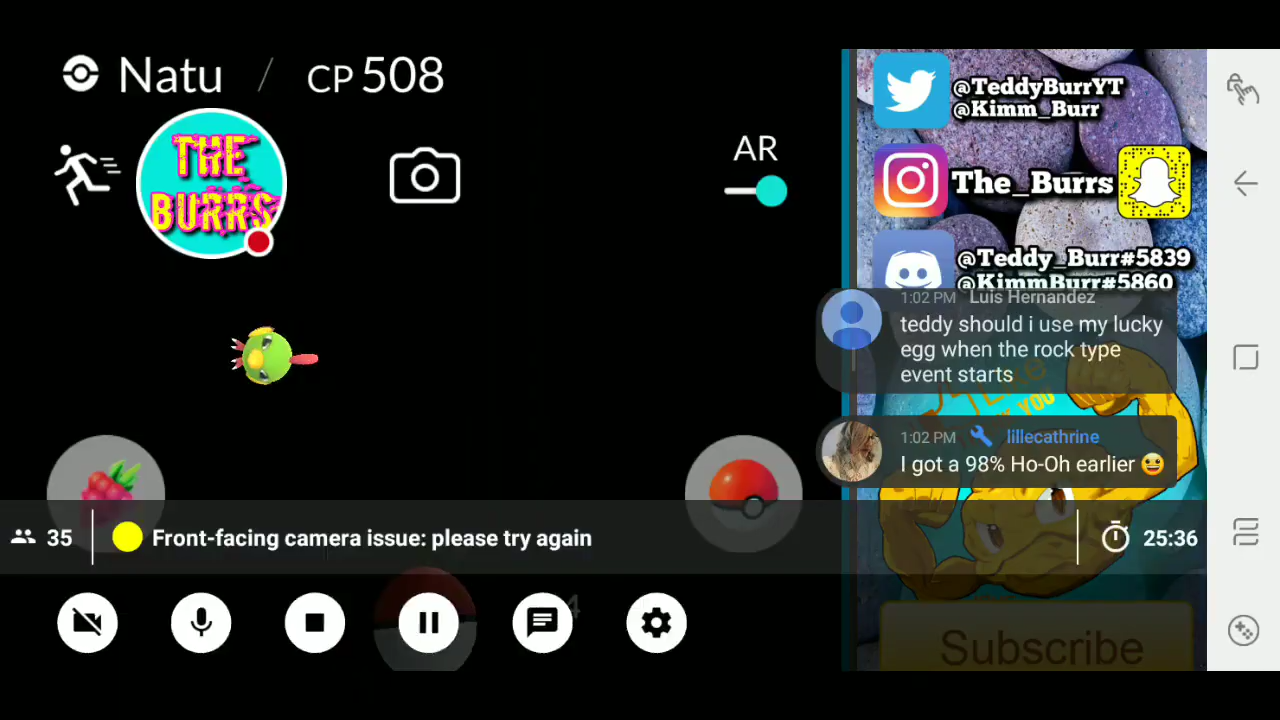 Natu / CP 508
THE
BURRS
AR
@TeddyBurrYT
@Kimm_Burr
The_Burrs
@Teddy_Burr#5839
@KimmBurr#5860
1:02 PM Luis Hernandez
teddy should i use my lucky
egg when the rock type
event starts
YOU
1:02 PM lillecathrine
I got a 98% Ho-Oh earlier 😀
35 Front-facing camera issue: please try again 25:36
4
Subscribe